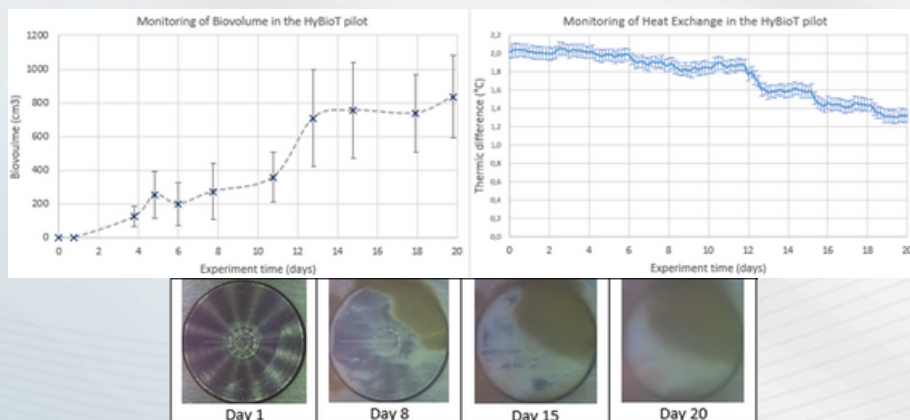 Monitoring of Biovolume in the HyBioT pilot
1200
1000
800
600
400
200
0
Biovoulme (cm3)
0 2 4 6 8 10 12 14 16 18 20
Experiment time (days)
Monitoring of Heat Exchange in the HyBioT pilot
2,2
2,0
1,8
1,6
1,4
1,2
1,0
0,8
0,6
0,4
0,2
0,0
Thermic difference (°C)
0 2 4 6 8 10 12 14 16 18 20
Experiment time (days)
Day 1 Day 8 Day 15 Day 20